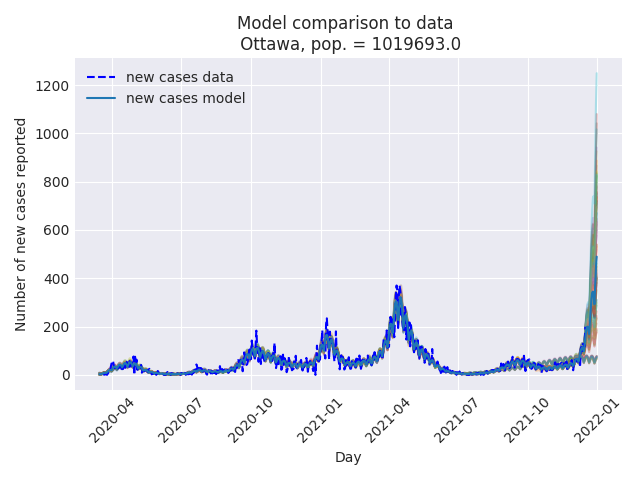 Model comparison to data
Ottawa, pop. = 1019693.0
new cases data
new cases model
Number of new cases reported
1200
1000
800
600
400
200
0
2020-04
2020-07
2020-10
2021-01
2021-04
2021-07
2021-10
2022-01
Day